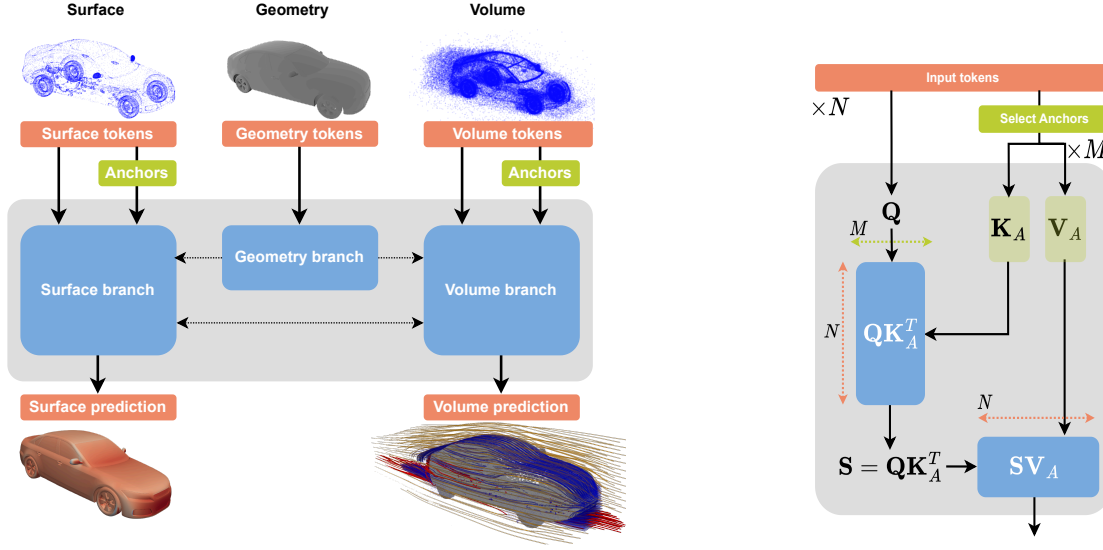 Surface
Geometry
Volume
Surface tokens
Geometry tokens
Volume tokens
Anchors
Anchors
Geometry branch
Surface branch
Volume branch
Surface prediction
Volume prediction
Input tokens
×N
Select Anchors
×M
Q
K_A
V_A
M
N
QK_A^T
N
S = QK_A^T
SV_A